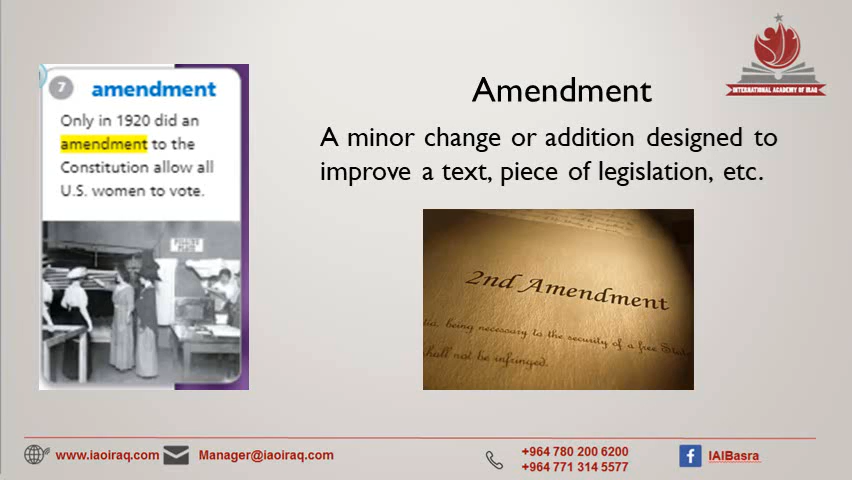 INTERNATIONAL ACADEMY OF IRAQ
7 amendment
Only in 1920 did an
amendment to the
Constitution allow all
U.S. women to vote.
Amendment
A minor change or addition designed to
improve a text, piece of legislation, etc.
2nd Amendment
being necessary to the security of a free State
shall not be infringed.
www.iaoiraq.com
Manager@iaoiraq.com
+964 780 200 6200
+964 771 314 5577
IAIBasra